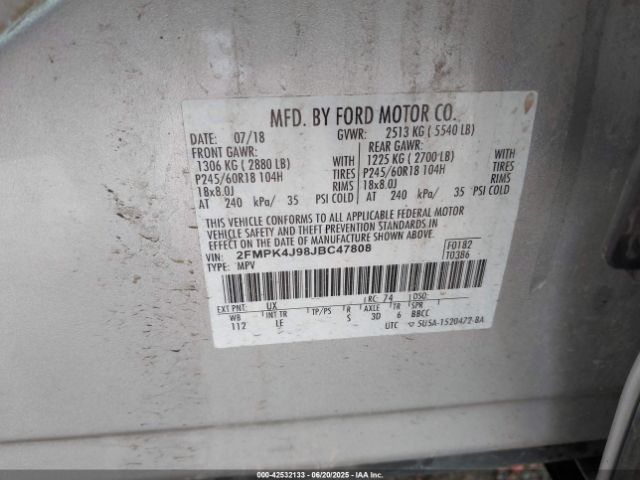 MFD. BY FORD MOTOR CO.
DATE: 07/18 GVWR: 2513 KG ( 5540 LB)
FRONT GAWR: REAR GAWR:
1306 KG ( 2880 LB) WITH 1225 KG ( 2700 LB) WITH
P245/60R18 104H TIRES P245/60R18 104H TIRES
18x8.0J RIMS 18x8.0J RIMS
AT 240 kPa/ 35 PSI COLD AT 240 kPa/ 35 PSI COLD
THIS VEHICLE CONFORMS TO ALL APPLICABLE FEDERAL MOTOR
VEHICLE SAFETY AND THEFT PREVENTION STANDARDS IN
EFFECT ON THE DATE OF MANUFACTURE SHOWN ABOVE.
VIN: 2FMPK4J98JBC47808 F0182
TYPE: MPV T0386
EXT PNT: UX RC: 74 DSO:
WB INT TR TP/PS R AXLE TR SPR
112 LE S 3D 6 BBCC
UTC ▽ 5U5A-1520472-BA
000-42532133 - 06/20/2025 - IAAI.COM